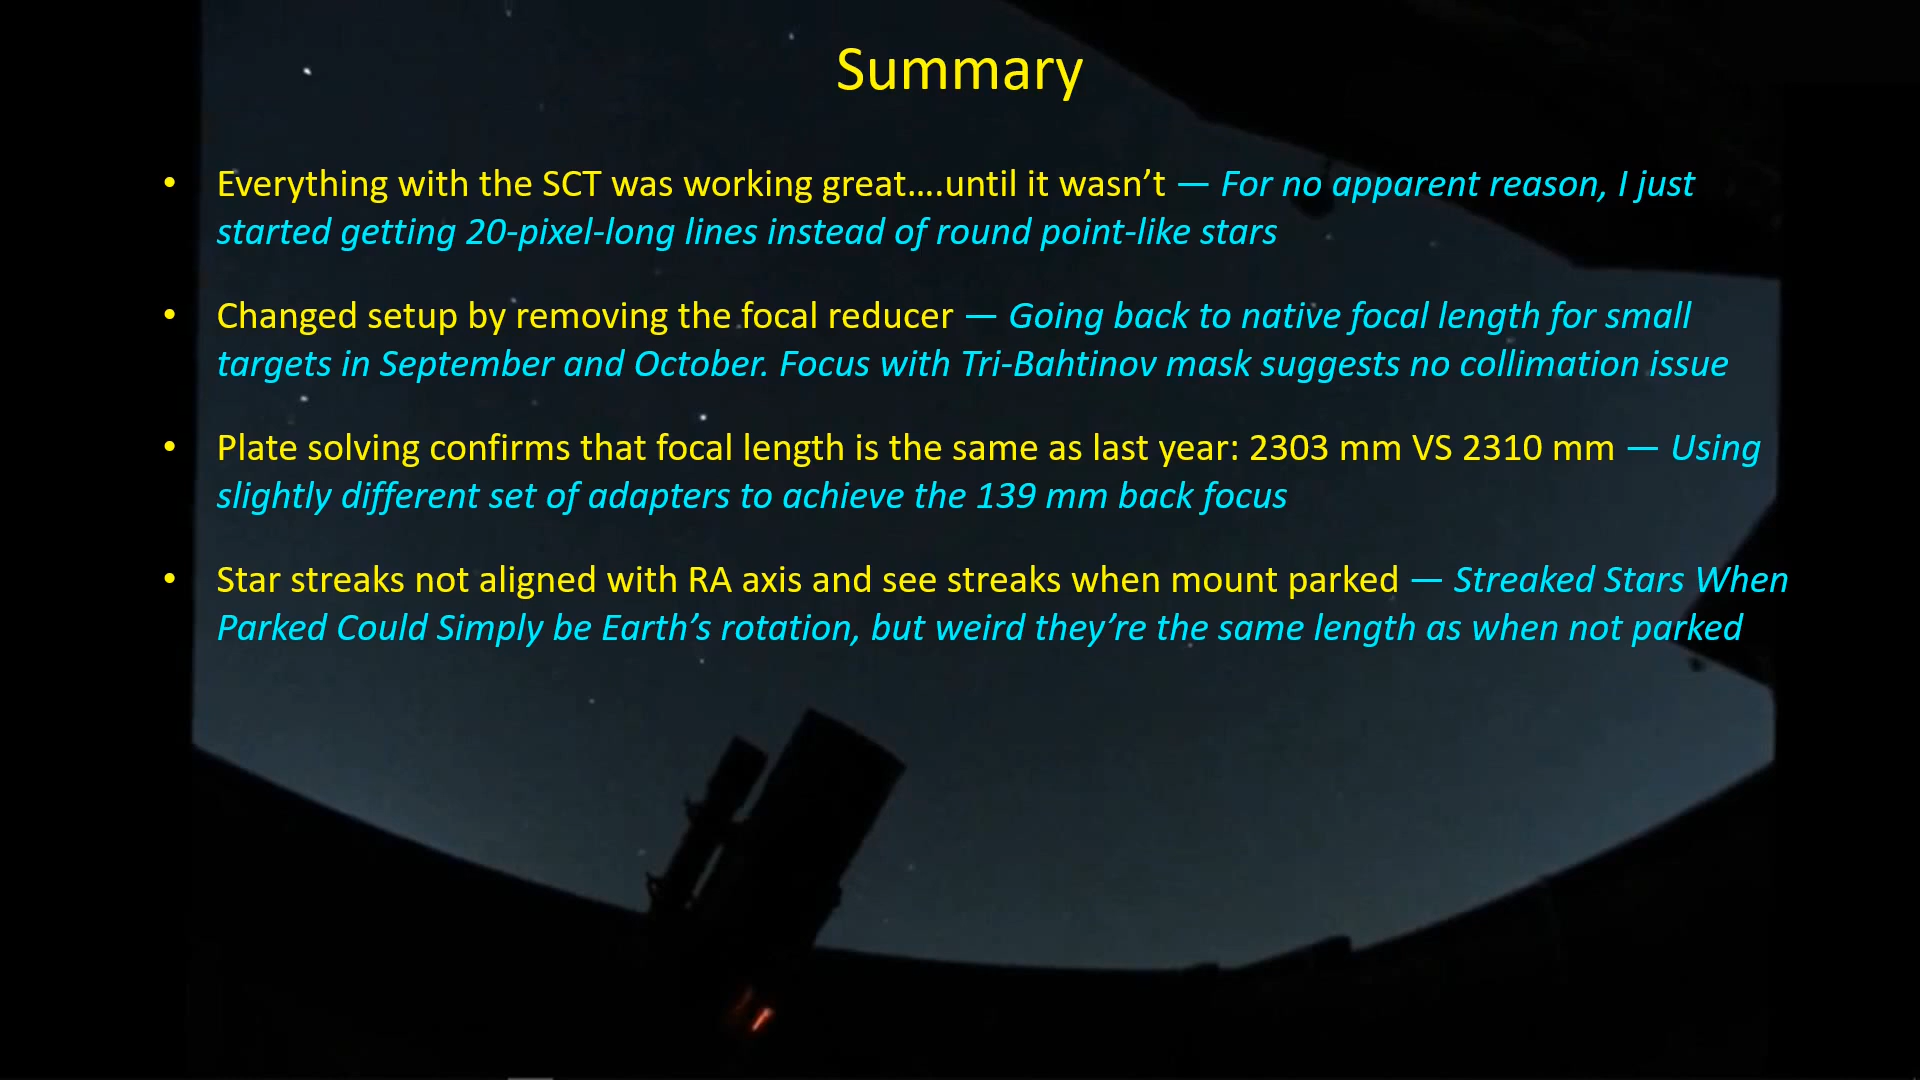 Summary
• Everything with the SCT was working great....until it wasn’t — For no apparent reason, I just
started getting 20-pixel-long lines instead of round point-like stars
• Changed setup by removing the focal reducer — Going back to native focal length for small
targets in September and October. Focus with Tri-Bahtinov mask suggests no collimation issue
• Plate solving confirms that focal length is the same as last year: 2303 mm VS 2310 mm — Using
slightly different set of adapters to achieve the 139 mm back focus
• Star streaks not aligned with RA axis and see streaks when mount parked — Streaked Stars When
Parked Could Simply be Earth’s rotation, but weird they’re the same length as when not parked